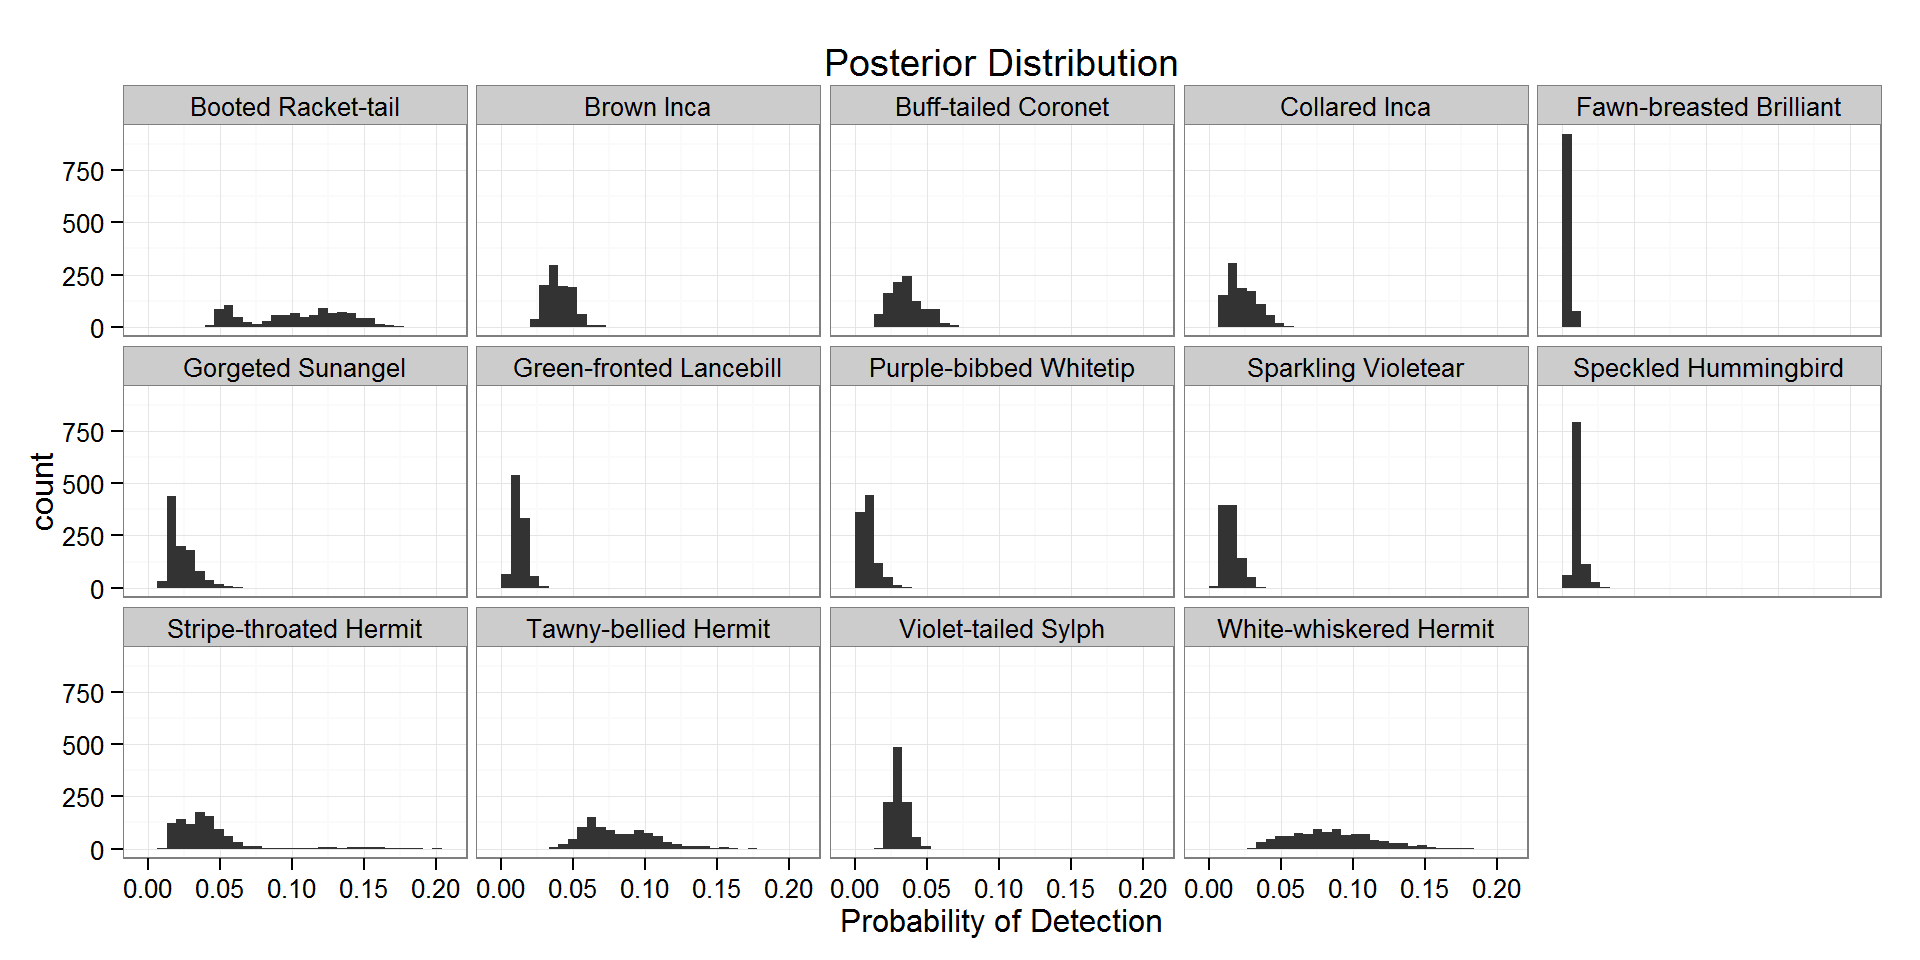 Posterior Distribution
Booted Racket-tail Brown Inca Buff-tailed Coronet Collared Inca Fawn-breasted Brilliant
750
500
250
0
Gorgeted Sunangel Green-fronted Lancebill Purple-bibbed Whitetip Sparkling Violetear Speckled Hummingbird
750
500
250
0
count
Stripe-throated Hermit Tawny-bellied Hermit Violet-tailed Sylph White-whiskered Hermit
750
500
250
0
0.00 0.05 0.10 0.15 0.20 0.00 0.05 0.10 0.15 0.20 0.00 0.05 0.10 0.15 0.20 0.00 0.05 0.10 0.15 0.20
Probability of Detection